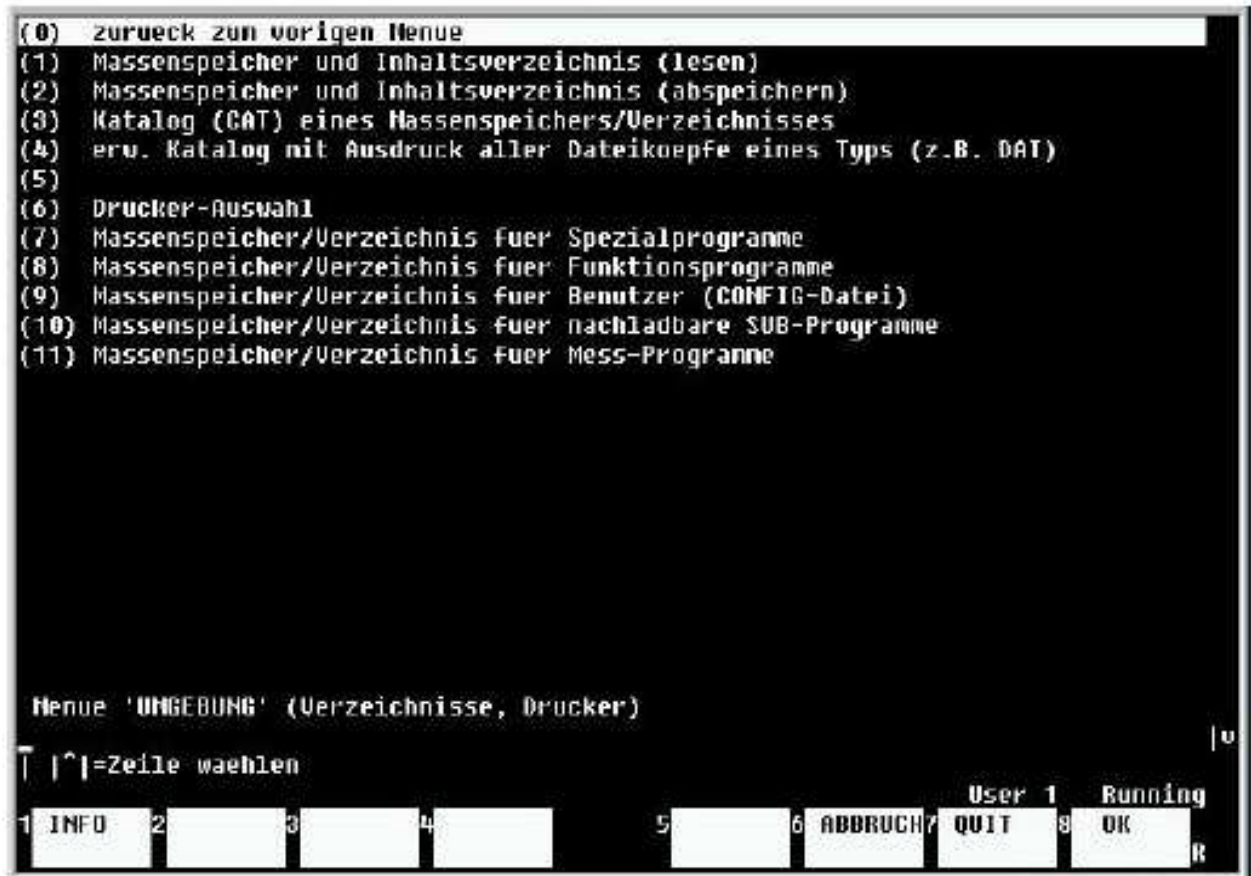 (0) zurueck zum vorigen Menue
(1) Massenspeicher und Inhaltsverzeichnis (lesen)
(2) Massenspeicher und Inhaltsverzeichnis (abspeichern)
(3) Katalog (CAT) eines Massenspeichers/Verzeichnisses
(4) erw. Katalog mit Ausdruck aller Dateikoepfe eines Typs (z.B. DAT)
(5)
(6) Drucker-Auswahl
(7) Massenspeicher/Verzeichnis fuer Spezialprogramme
(8) Massenspeicher/Verzeichnis fuer Funktionsprogramme
(9) Massenspeicher/Verzeichnis fuer Benutzer (CONFIG-Datei)
(10) Massenspeicher/Verzeichnis fuer nachladbare SUB-Programme
(11) Massenspeicher/Verzeichnis fuer Mess-Programme
Menue 'UMGEBUNG' (Verzeichnisse, Drucker)
|v
| |^|=Zeile waehlen
User 1 Running
1 INFO 2 3 4 5 6 ABBRUCH 7 QUIT 8 OK
R